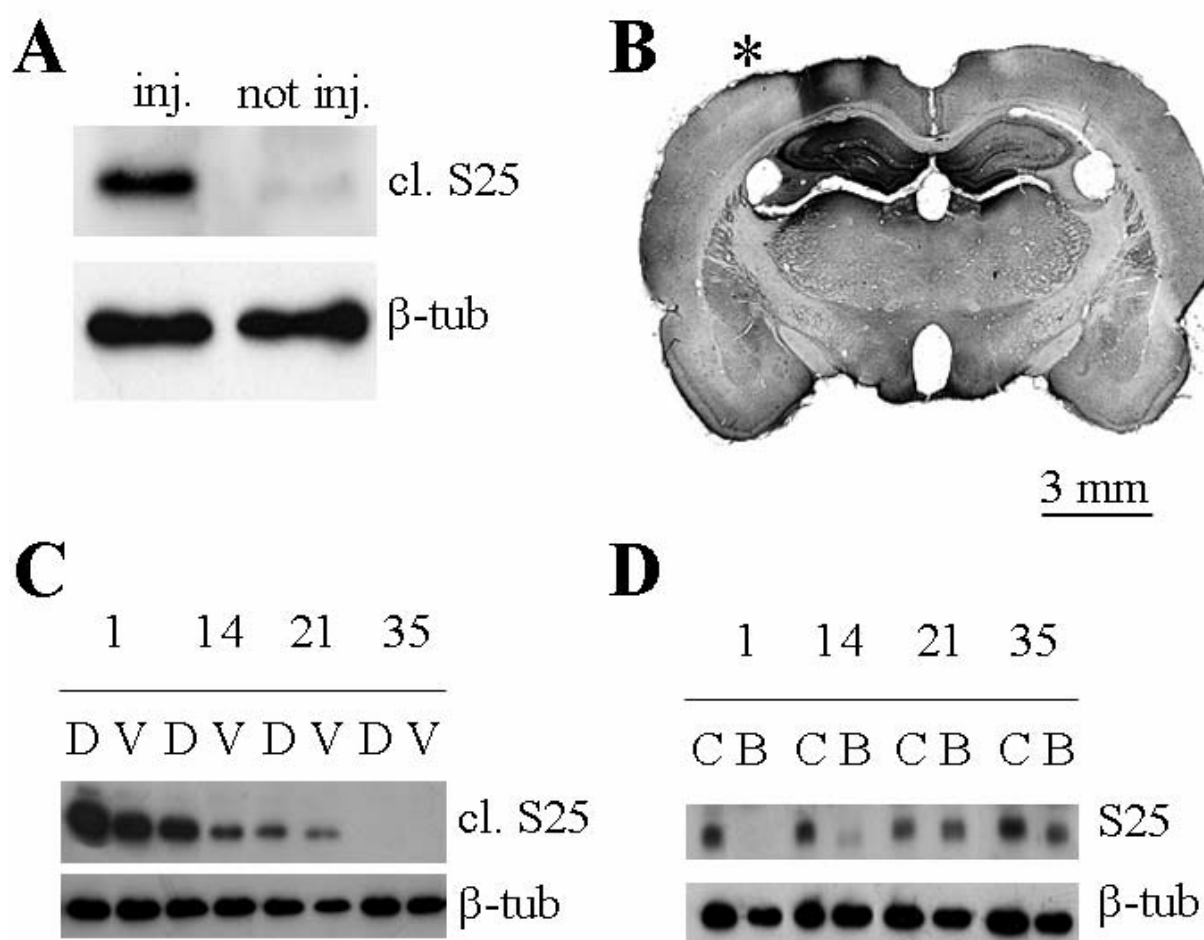 A
inj. not inj.
cl. S25
β-tub
B
*
3 mm
C
1 14 21 35
D V D V D V D V
cl. S25
β-tub
D
1 14 21 35
C B C B C B C B
S25
β-tub